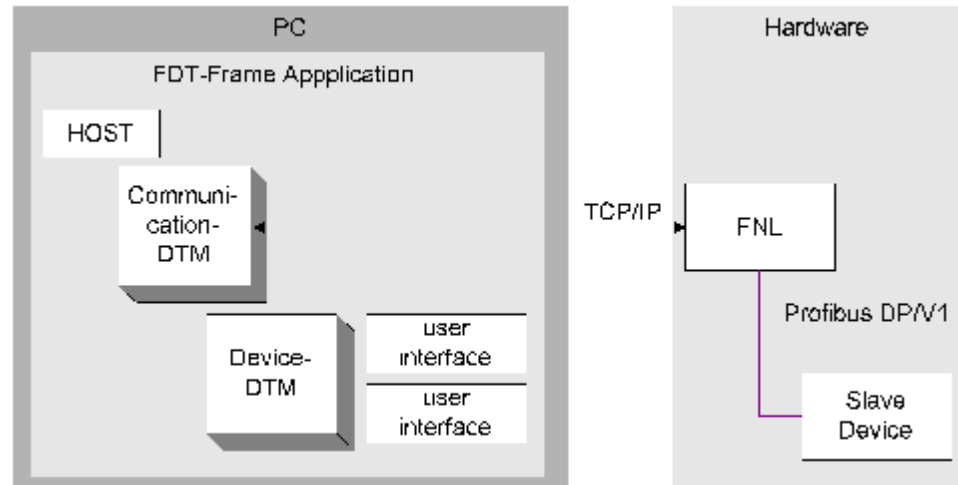 PC
FDT-Frame Appplication
HOST
Communi-
cation-
DTM
Device-
DTM
user
interface
user
interface
TCP/IP
Hardware
FNL
Profibus DP/V1
Slave
Device